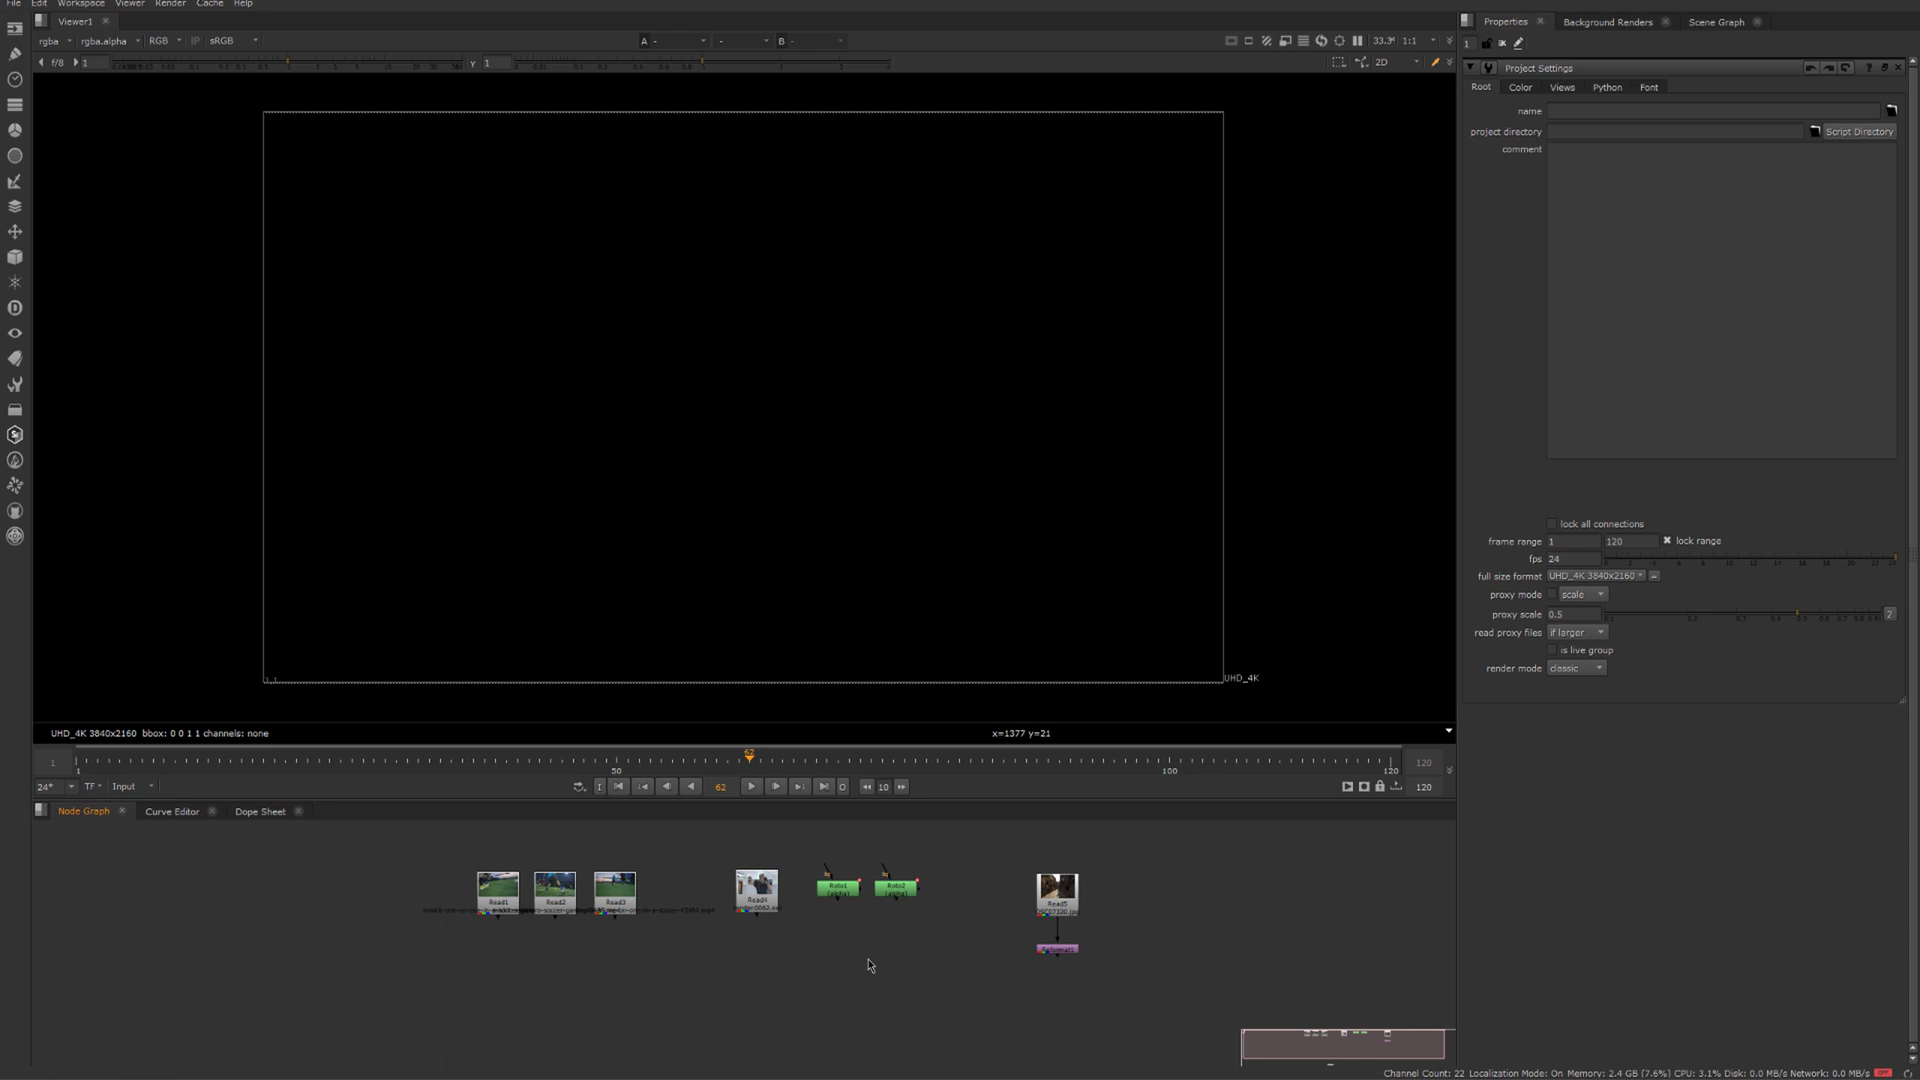 File Edit Workspace Viewer Render Cache Help
Viewer1
rgba rgba.alpha RGB IP sRGB A - - B - 33.3* 1:1
f/8 1 Y 1 2D
UHD_4K
UHD_4K 3840x2160 bbox: 0 0 1 1 channels: none x=1377 y=21
1 1 50 62 100 120 120
24* TF Input I 62 O 10 120
Node Graph Curve Editor Dope Sheet
Read1
Read2
Read3
Read4
Roto1
(alpha)
Roto2
(alpha)
Read5
Reformat1
Properties Background Renders Scene Graph
1
Project Settings
Root Color Views Python Font
name
project directory Script Directory
comment
lock all connections
frame range 1 120 lock range
fps 24
full size format UHD_4K 3840x2160
proxy mode scale
proxy scale 0.5 2
read proxy files if larger
is live group
render mode classic
Channel Count: 22 Localization Mode: On Memory: 2.4 GB (7.6%) CPU: 3.1% Disk: 0.0 MB/s Network: 0.0 MB/s OFF